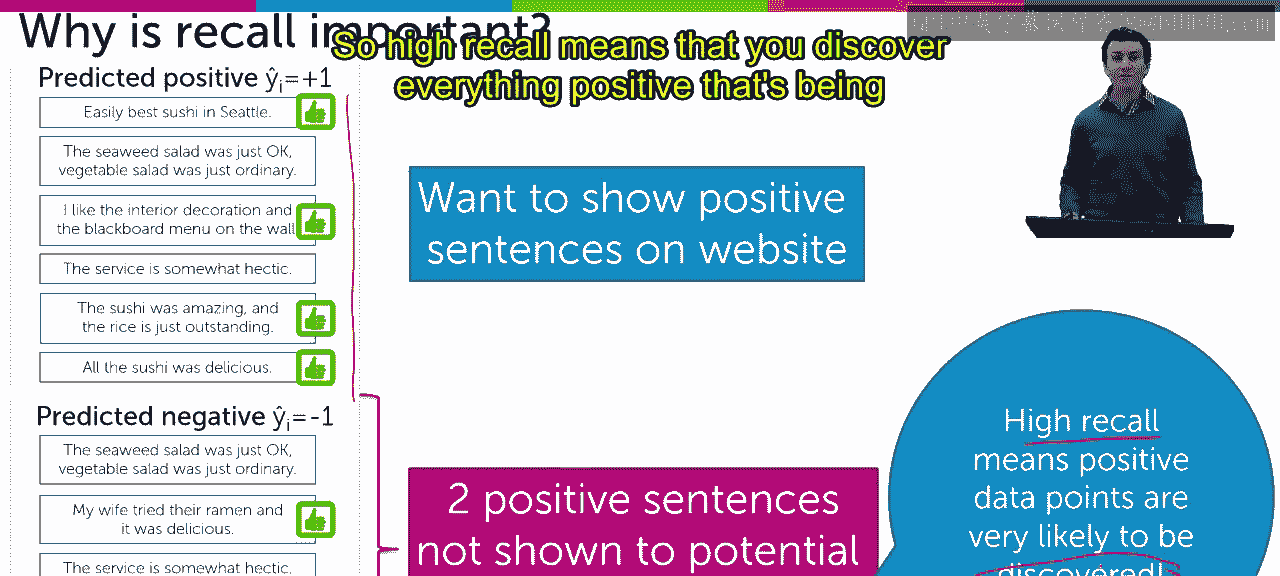 Why is recall important?
So high recall means that you discover
everything positive that's being
Predicted positive ŷi=+1
Easily best sushi in Seattle.
The seaweed salad was just OK,
vegetable salad was just ordinary.
I like the interior decoration and
the blackboard menu on the wall
The service is somewhat hectic.
The sushi was amazing, and
the rice is just outstanding.
All the sushi was delicious.
Predicted negative ŷi=-1
The seaweed salad was just OK,
vegetable salad was just ordinary.
My wife tried their ramen and
it was delicious.
The service is somewhat hectic.
Want to show positive
sentences on website
2 positive sentences
not shown to potential
High recall
means positive
data points are
very likely to be
discovered!